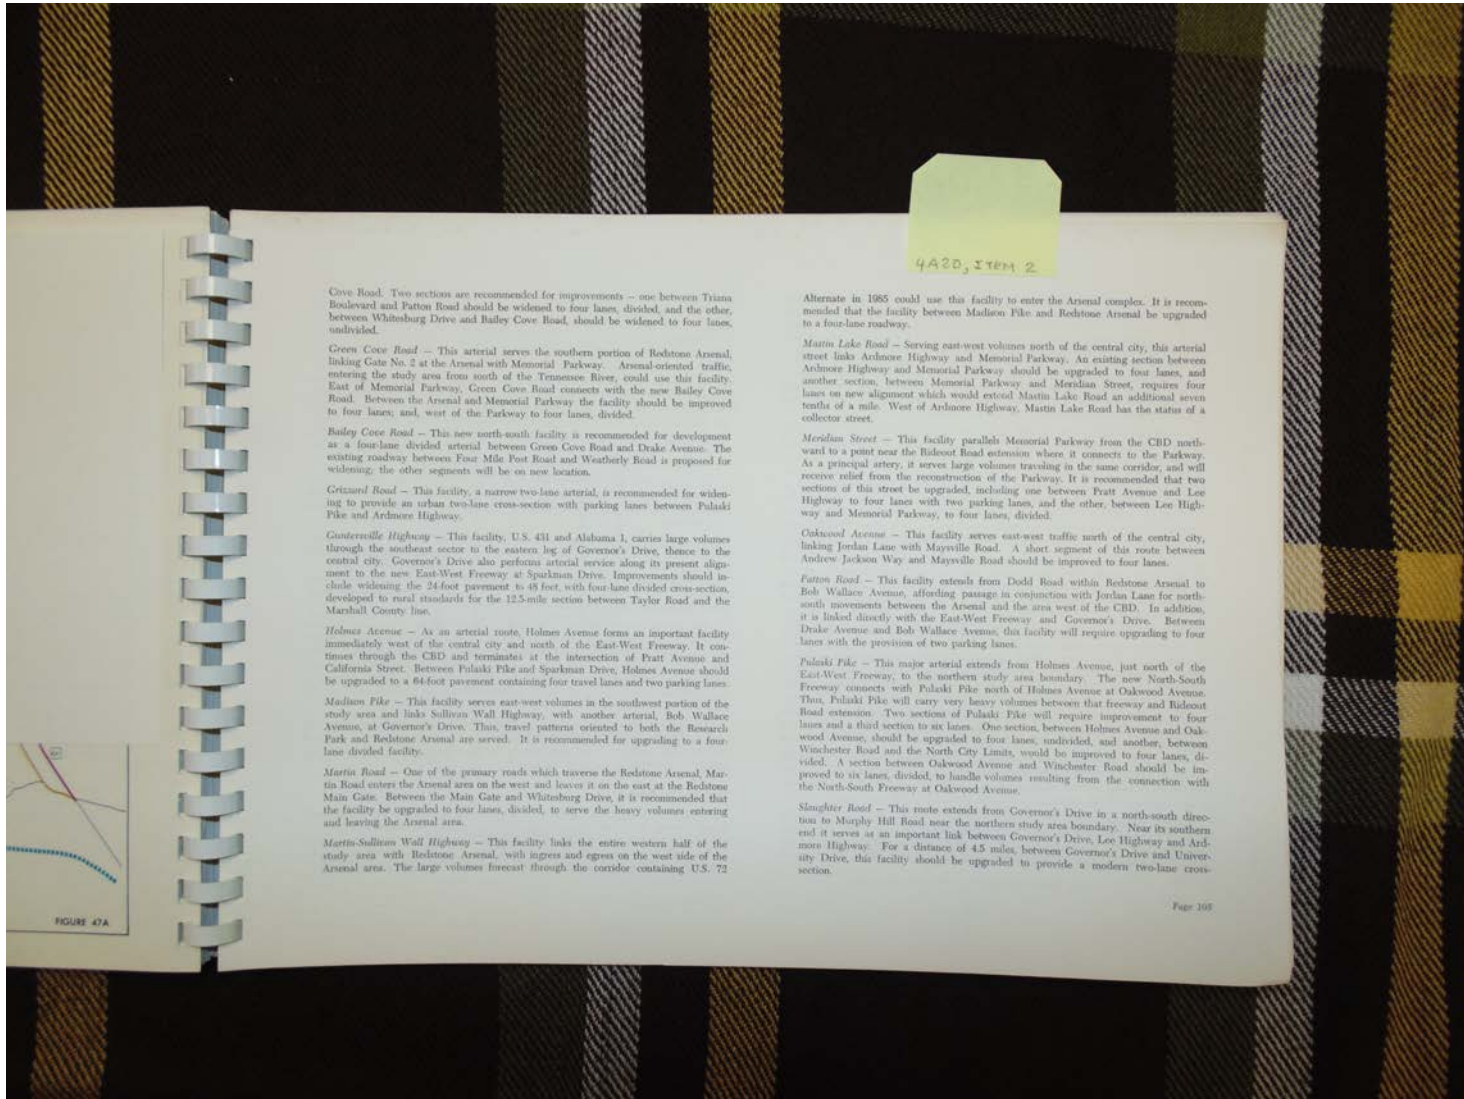 4A2D, ITEM 2
Cove Road. Two sections are recommended for improvements – one between Triana
Boulevard and Patton Road should be widened to four lanes, divided, and the other,
between Whitesburg Drive and Bailey Cove Road, should be widened to four lanes,
undivided.
Green Cove Road – This arterial serves the southern portion of Redstone Arsenal,
linking Gate No. 2 at the Arsenal with Memorial Parkway. Arsenal-oriented traffic,
entering the study area from south of the Tennessee River, could use this facility.
East of Memorial Parkway, Green Cove Road connects with the new Bailey Cove
Road. Between the Arsenal and Memorial Parkway the facility should be improved
to four lanes; and, west of the Parkway to four lanes, divided.
Bailey Cove Road – This new north-south facility is recommended for development
as a four-lane divided arterial between Green Cove Road and Drake Avenue. The
existing roadway between Four Mile Post Road and Weatherly Road is proposed for
widening; the other segments will be on new location.
Grizzard Road – This facility, a narrow two-lane arterial, is recommended for widen-
ing to provide an urban two-lane cross-section with parking lanes between Pulaski
Pike and Ardmore Highway.
Guntersville Highway – This facility, U.S. 431 and Alabama 1, carries large volumes
through the southeast sector to the eastern leg of Governor's Drive, thence to the
central city. Governor's Drive also performs arterial service along its present align-
ment to the new East-West Freeway at Sparkman Drive. Improvements should in-
clude widening the 24-foot pavement to 48 feet, with four-lane divided cross-section,
developed to rural standards for the 12.5-mile section between Taylor Road and the
Marshall County line.
Holmes Avenue – As an arterial route, Holmes Avenue forms an important facility
immediately west of the central city and north of the East-West Freeway. It con-
tinues through the CBD and terminates at the intersection of Pratt Avenue and
California Street. Between Pulaski Pike and Sparkman Drive, Holmes Avenue should
be upgraded to a 64-foot pavement containing four travel lanes and two parking lanes.
Madison Pike – This facility serves east-west volumes in the southwest portion of the
study area and links Sullivan Wall Highway, with another arterial, Bob Wallace
Avenue, at Governor's Drive. Thus, travel patterns oriented to both the Research
Park and Redstone Arsenal are served. It is recommended for upgrading to a four-
lane divided facility.
Martin Road – One of the primary roads which traverse the Redstone Arsenal, Mar-
tin Road enters the Arsenal area on the west and leaves it on the east at the Redstone
Main Gate. Between the Main Gate and Whitesburg Drive, it is recommended that
the facility be upgraded to four lanes, divided, to serve the heavy volumes entering
and leaving the Arsenal area.
Martin-Sullivan Wall Highway – This facility links the entire western half of the
study area with Redstone Arsenal, with ingress and egress on the west side of the
Arsenal area. The large volumes forecast through the corridor containing U.S. 72
Alternate in 1985 could use this facility to enter the Arsenal complex. It is recom-
mended that the facility between Madison Pike and Redstone Arsenal be upgraded
to a four-lane roadway.
Mastin Lake Road – Serving east-west volumes north of the central city, this arterial
street links Ardmore Highway and Memorial Parkway. An existing section between
Ardmore Highway and Memorial Parkway should be upgraded to four lanes, and
another section, between Memorial Parkway and Meridian Street, requires four
lanes on new alignment which would extend Mastin Lake Road an additional seven
tenths of a mile. West of Ardmore Highway, Mastin Lake Road has the status of a
collector street.
Meridian Street – This facility parallels Memorial Parkway from the CBD north-
ward to a point near the Rideout Road extension where it connects to the Parkway.
As a principal artery, it serves large volumes traveling in the same corridor, and will
receive relief from the reconstruction of the Parkway. It is recommended that two
sections of this street be upgraded, including one between Pratt Avenue and Lee
Highway to four lanes with two parking lanes, and the other, between Lee High-
way and Memorial Parkway, to four lanes, divided.
Oakwood Avenue – This facility serves east-west traffic north of the central city,
linking Jordan Lane with Maysville Road. A short segment of this route between
Andrew Jackson Way and Maysville Road should be improved to four lanes.
Patton Road – This facility extends from Dodd Road within Redstone Arsenal to
Bob Wallace Avenue, affording passage in conjunction with Jordan Lane for north-
south movements between the Arsenal and the area west of the CBD. In addition,
it is linked directly with the East-West Freeway and Governor's Drive. Between
Drake Avenue and Bob Wallace Avenue, this facility will require upgrading to four
lanes with the provision of two parking lanes.
Pulaski Pike – This major arterial extends from Holmes Avenue, just north of the
East-West Freeway, to the northern study area boundary. The new North-South
Freeway connects with Pulaski Pike north of Holmes Avenue at Oakwood Avenue.
Thus, Pulaski Pike will carry very heavy volumes between that freeway and Rideout
Road extension. Two sections of Pulaski Pike will require improvement to four
lanes and a third section to six lanes. One section, between Holmes Avenue and Oak-
wood Avenue, should be upgraded to four lanes, undivided, and another, between
Winchester Road and the North City Limits, would be improved to four lanes, di-
vided. A section between Oakwood Avenue and Winchester Road should be im-
proved to six lanes, divided, to handle volumes resulting from the connection with
the North-South Freeway at Oakwood Avenue.
Slaughter Road – This route extends from Governor's Drive in a north-south direc-
tion to Murphy Hill Road near the northern study area boundary. Near its southern
end it serves as an important link between Governor's Drive, Lee Highway and Ard-
more Highway. For a distance of 4.5 miles, between Governor's Drive and Univer-
sity Drive, this facility should be upgraded to provide a modern two-lane cross-
section.
Page 105
FIGURE 47A